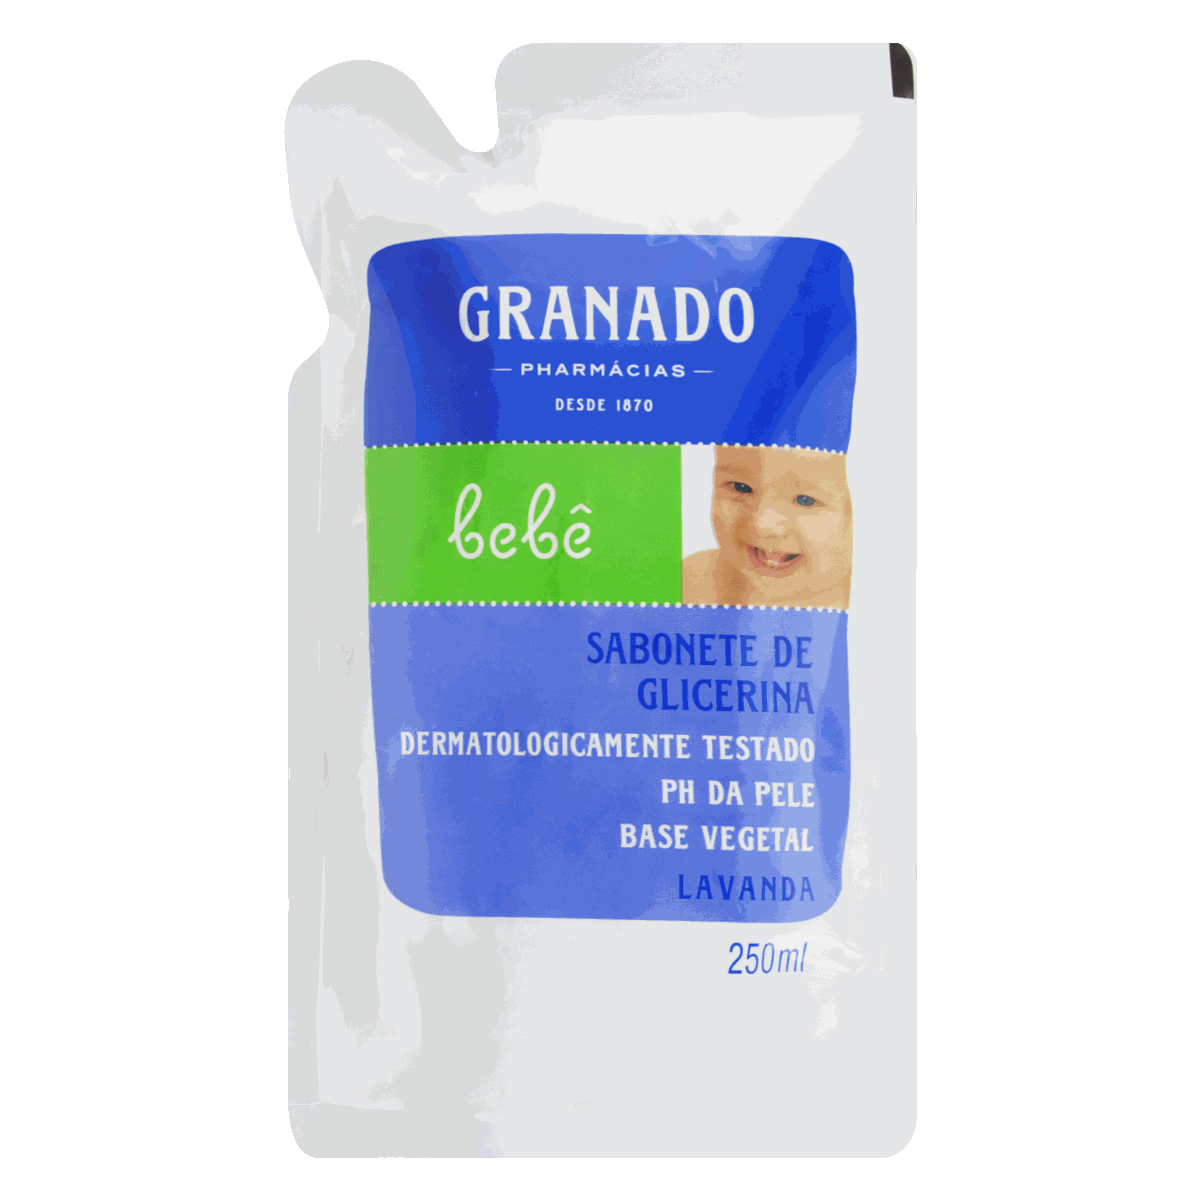 GRANADO
PHARMÁCIAS
DESDE 1870
bebê
SABONETE DE
GLICERINA
DERMATOLOGICAMENTE TESTADO
PH DA PELE
BASE VEGETAL
LAVANDA
250ml